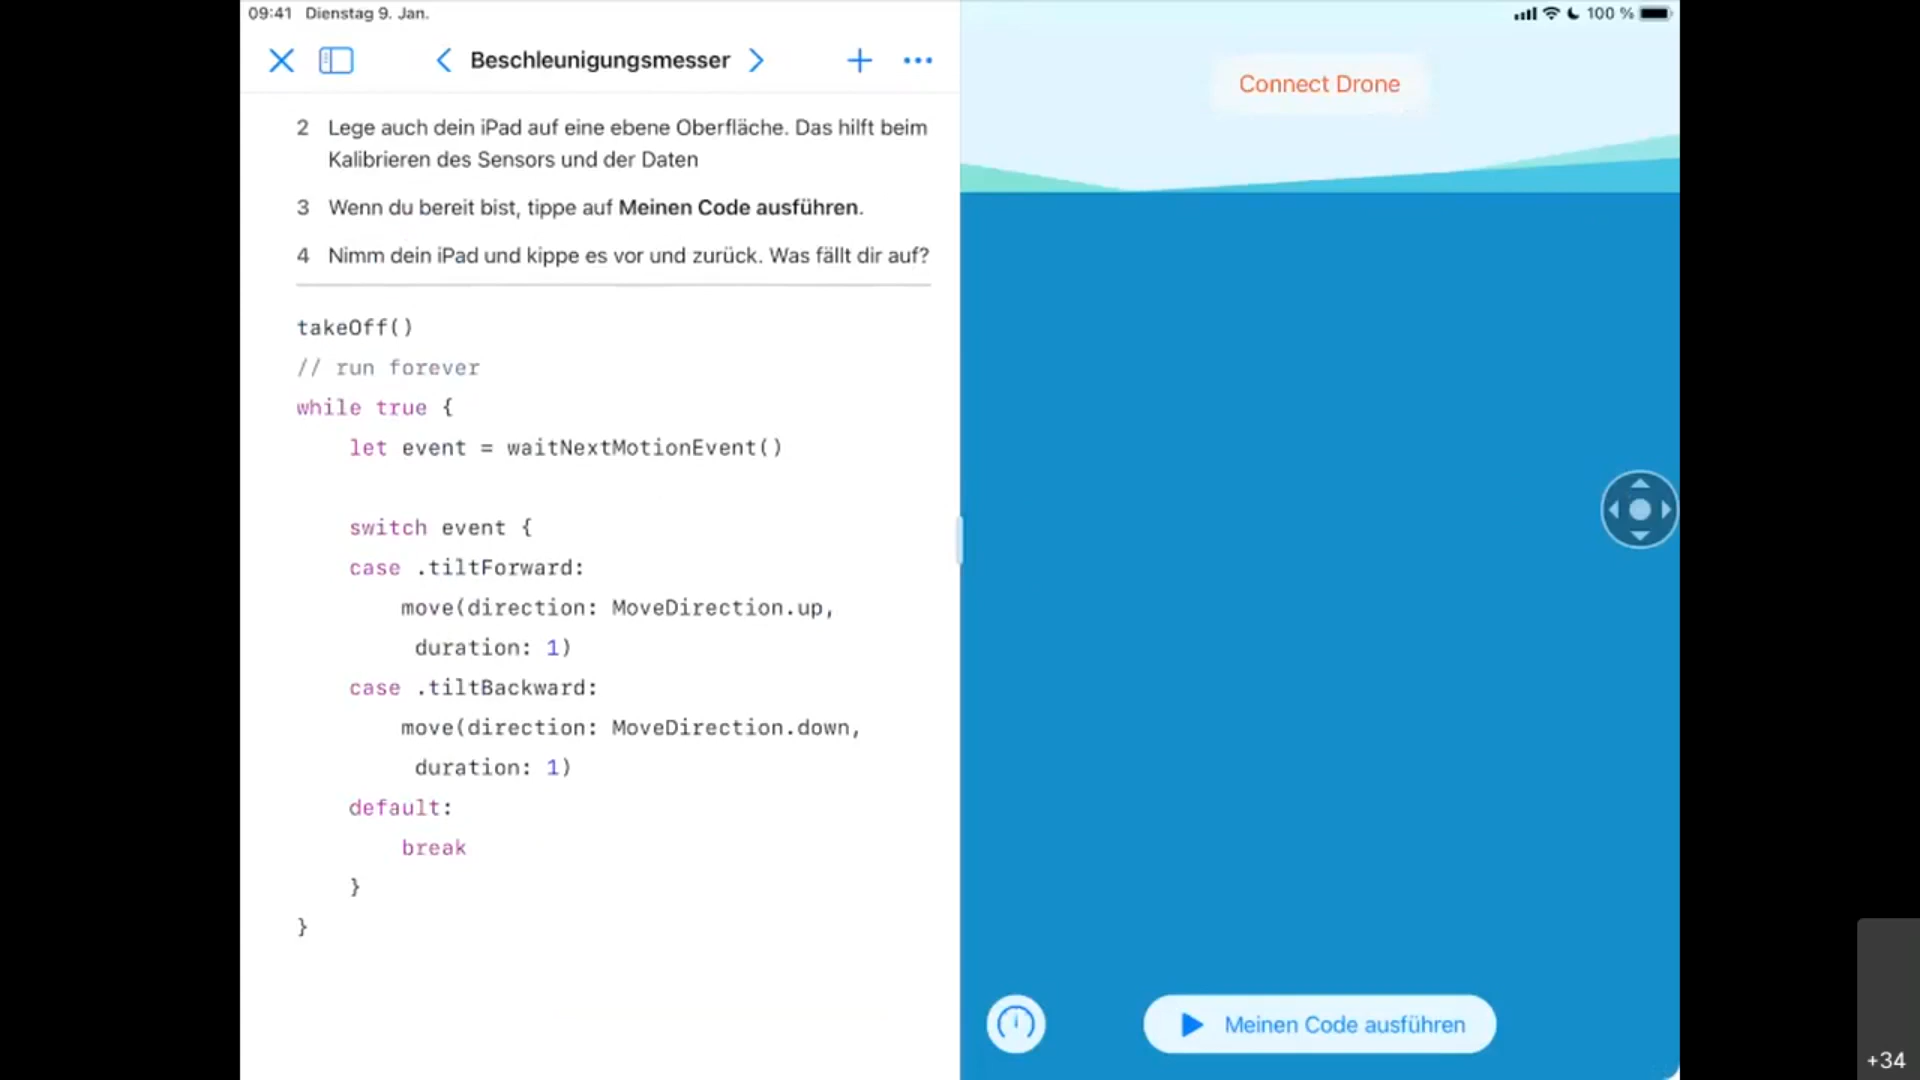 09:41 Dienstag 9. Jan.
100 %
Beschleunigungsmesser
Connect Drone
2 Lege auch dein iPad auf eine ebene Oberfläche. Das hilft beim
Kalibrieren des Sensors und der Daten
3 Wenn du bereit bist, tippe auf Meinen Code ausführen.
4 Nimm dein iPad und kippe es vor und zurück. Was fällt dir auf?
takeOff()
// run forever
while true {
let event = waitNextMotionEvent()
switch event {
case .tiltForward:
move(direction: MoveDirection.up,
duration: 1)
case .tiltBackward:
move(direction: MoveDirection.down,
duration: 1)
default:
break
}
}
Meinen Code ausführen
+34